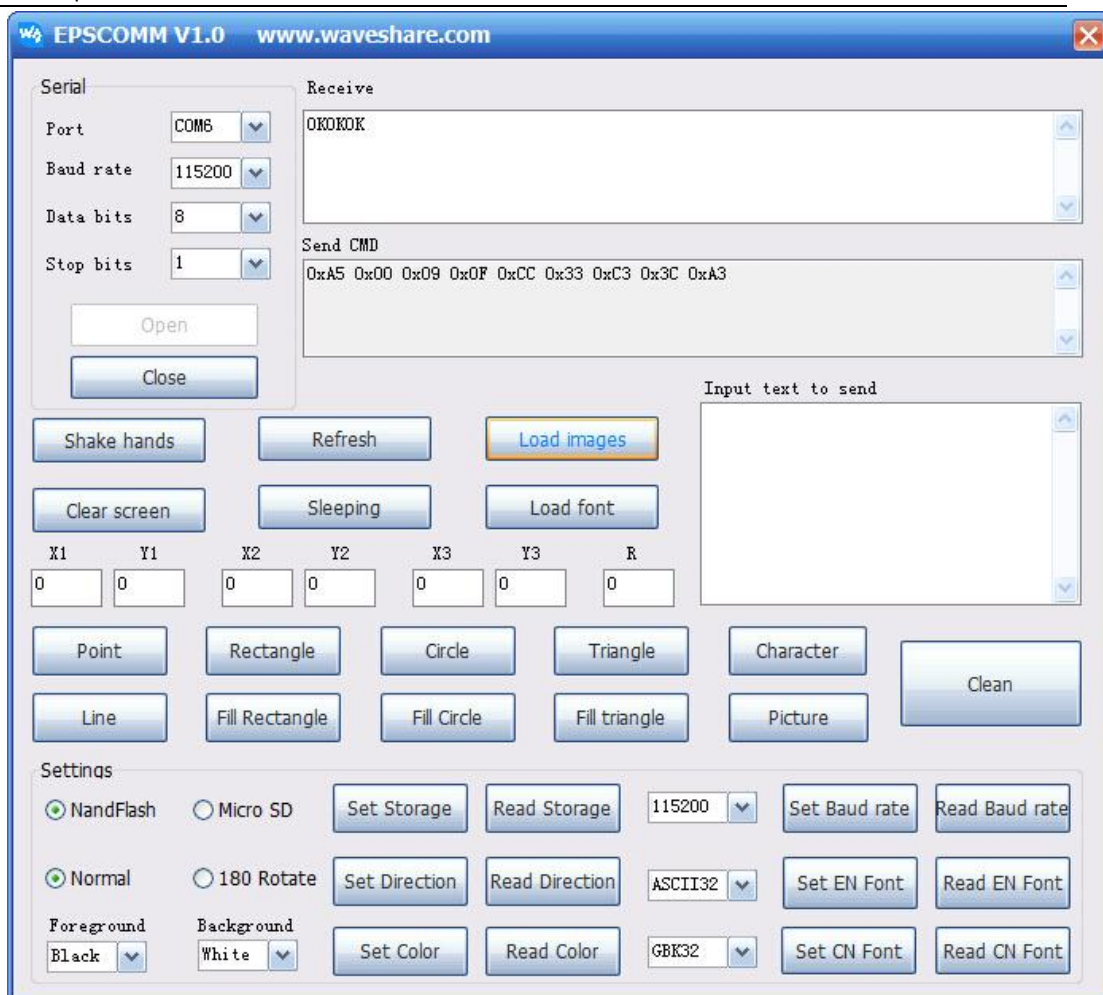 EPSCOMM V1.0 www.waveshare.com
Serial
Port COM6
Baud rate 115200
Data bits 8
Stop bits 1
Open
Close
Receive
OKOKOK
Send CMD
0xA5 0x00 0x09 0x0F 0xCC 0x33 0xC3 0x3C 0xA3
Input text to send
Shake hands Refresh Load images
Clear screen Sleeping Load font
X1 Y1 X2 Y2 X3 Y3 R
0 0 0 0 0 0 0
Point Rectangle Circle Triangle Character
Clean
Line Fill Rectangle Fill Circle Fill triangle Picture
Settings
NandFlash Micro SD Set Storage Read Storage 115200 Set Baud rate Read Baud rate
Normal 180 Rotate Set Direction Read Direction ASCII32 Set EN Font Read EN Font
Foreground Background
Black White Set Color Read Color GBK32 Set CN Font Read CN Font